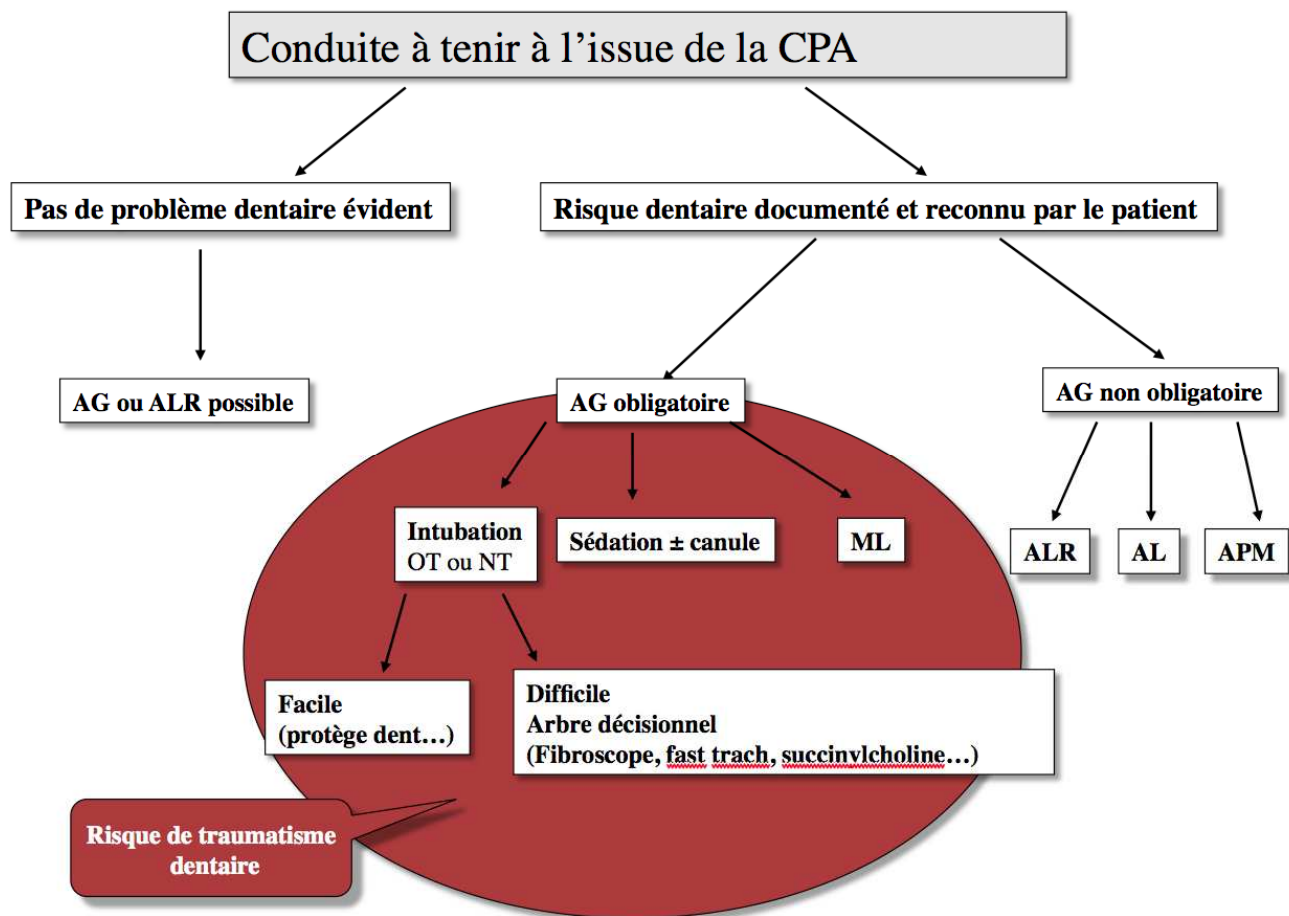 Conduite à tenir à l’issue de la CPA
Pas de problème dentaire évident
Risque dentaire documenté et reconnu par le patient
AG ou ALR possible
AG obligatoire
AG non obligatoire
Intubation
OT ou NT
Sédation ± canule
ML
ALR
AL
APM
Facile
(protège dent…)
Difficile
Arbre décisionnel
(Fibroscope, fast trach, succinylcholine…)
Risque de traumatisme
dentaire